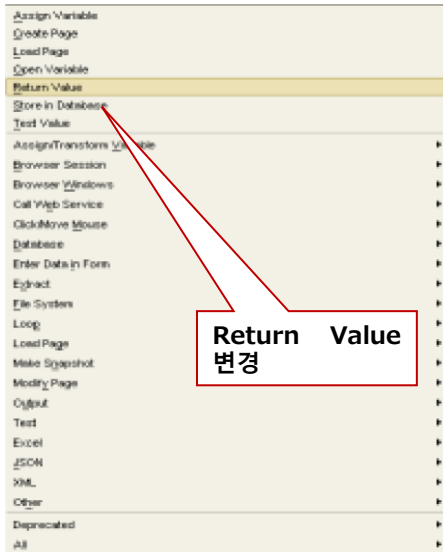 Assign Variable
Create Page
Load Page
Open Variable
Return Value
Store in Database
Test Value
Assign/Transform Variable
Browser Session
Browser Windows
Call Web Service
Click/Move Mouse
Database
Enter Data in Form
Extract
File System
Loop
Load Page
Make Snapshot
Modify Page
Output
Test
Excel
JSON
XML
Other
Deprecated
All
Return Value
변경